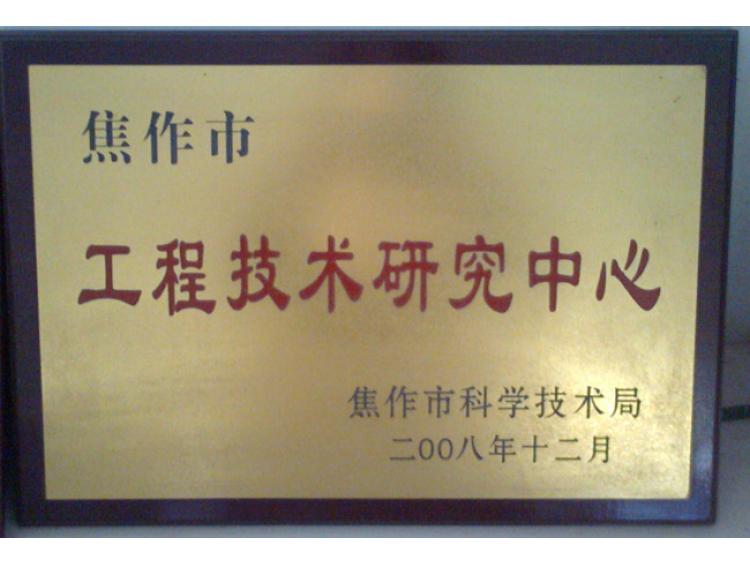 焦作市
工程技术研究中心
焦作市科学技术局
二00八年十二月